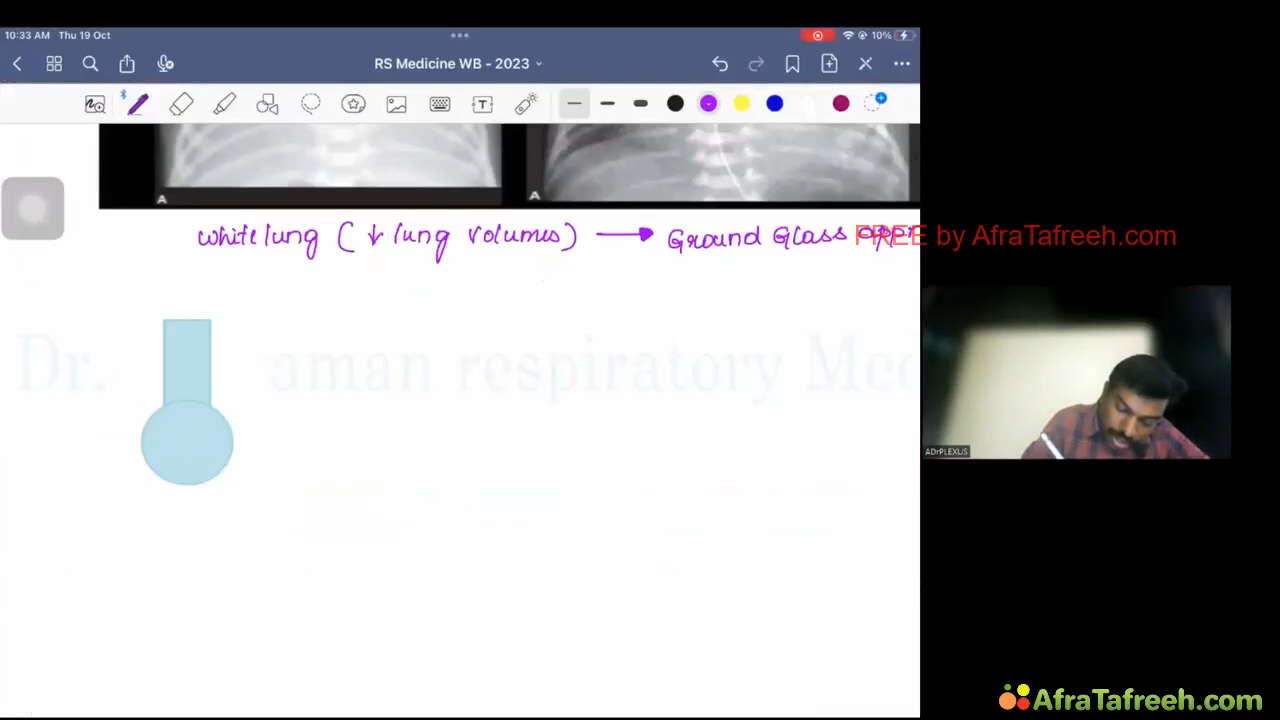 10:33 AM Thu 19 Oct
10%
RS Medicine WB - 2023
T
A
A
White lung (↓ lung volumes) → Ground Glass
FREE by AfraTafreeh.com
Dr. aman respiratory Med
ADrPLEXUS
AfraTafreeh.com